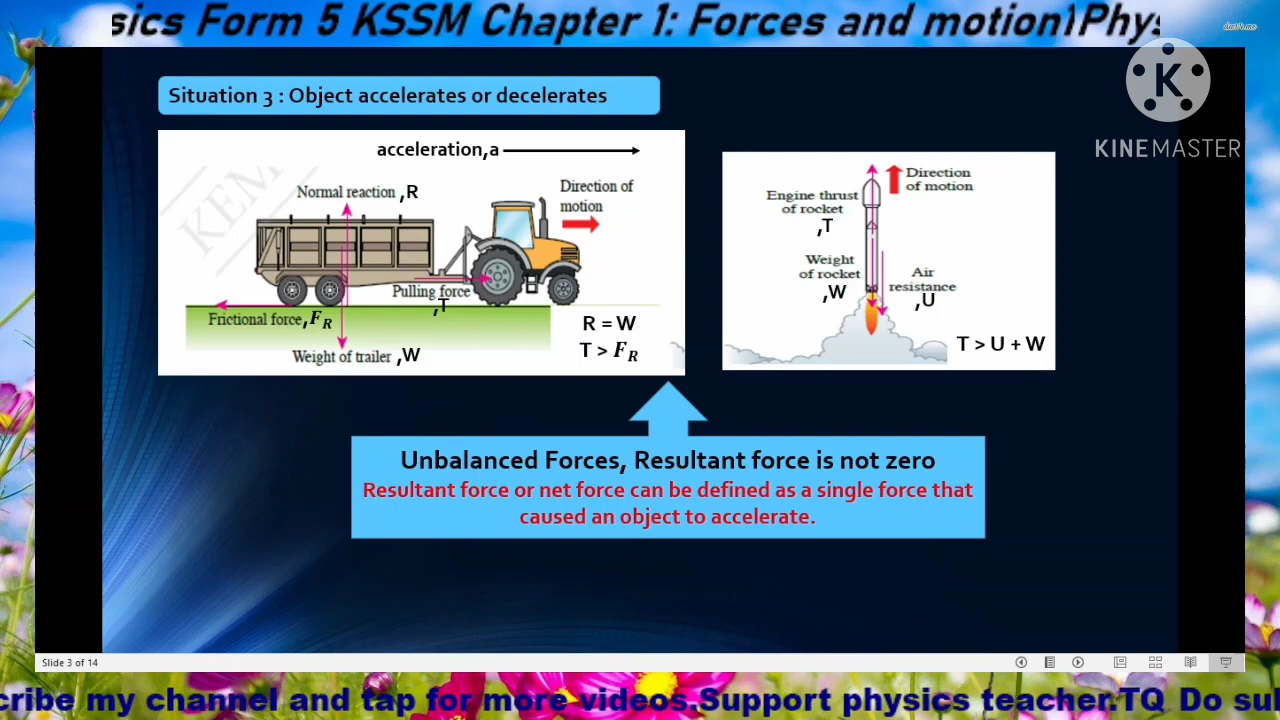 sics Form 5 KSSM Chapter 1: Forces and motion1Phys
K
KINEMASTER
Situation 3 : Object accelerates or decelerates
acceleration,a
Normal reaction ,R
Direction of
motion
Pulling force
,T
Frictional force,F_R
Weight of trailer ,W
R = W
T > F_R
KEM
Direction
of motion
Engine thrust
of rocket
,T
Weight
of rocket
,W
Air
resistance
,U
T > U + W
Unbalanced Forces, Resultant force is not zero
Resultant force or net force can be defined as a single force that
caused an object to accelerate.
Slide 3 of 14
cribe my channel and tap for more videos.Support physics teacher.TQ Do su